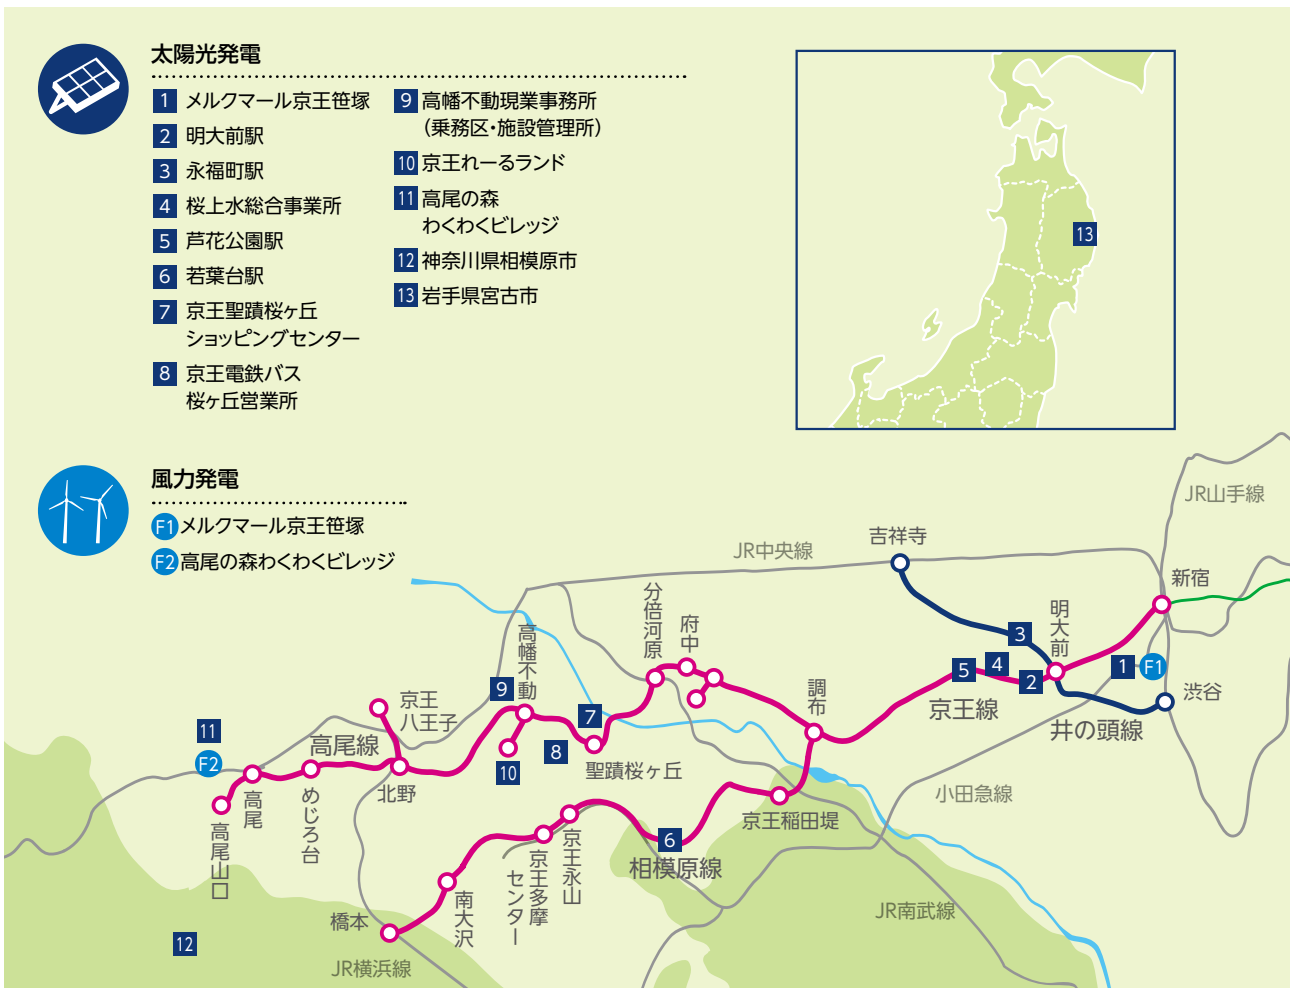 太陽光発電
1 メルクマール京王笹塚
2 明大前駅
3 永福町駅
4 桜上水総合事業所
5 芦花公園駅
6 若葉台駅
7 京王聖蹟桜ヶ丘
ショッピングセンター
8 京王電鉄バス
桜ヶ丘営業所
9 高幡不動現業事務所
（乗務区・施設管理所）
10 京王れーるランド
11 高尾の森
わくわくビレッジ
12 神奈川県相模原市
13 岩手県宮古市
13
風力発電
F1 メルクマール京王笹塚
F2 高尾の森わくわくビレッジ
JR山手線
JR中央線
吉祥寺
新宿
分倍河原
府中
明大前
高幡不動
3
5
4
2
1
F1
9
京王
八王子
調布
渋谷
京王線
井の頭線
7
11
F2
高尾線
8
10
聖蹟桜ヶ丘
北野
高尾
めじろ台
高尾山口
小田急線
京王稲田堤
6
相模原線
京王永山
京王多摩
センター
南大沢
橋本
JR南武線
12
JR横浜線